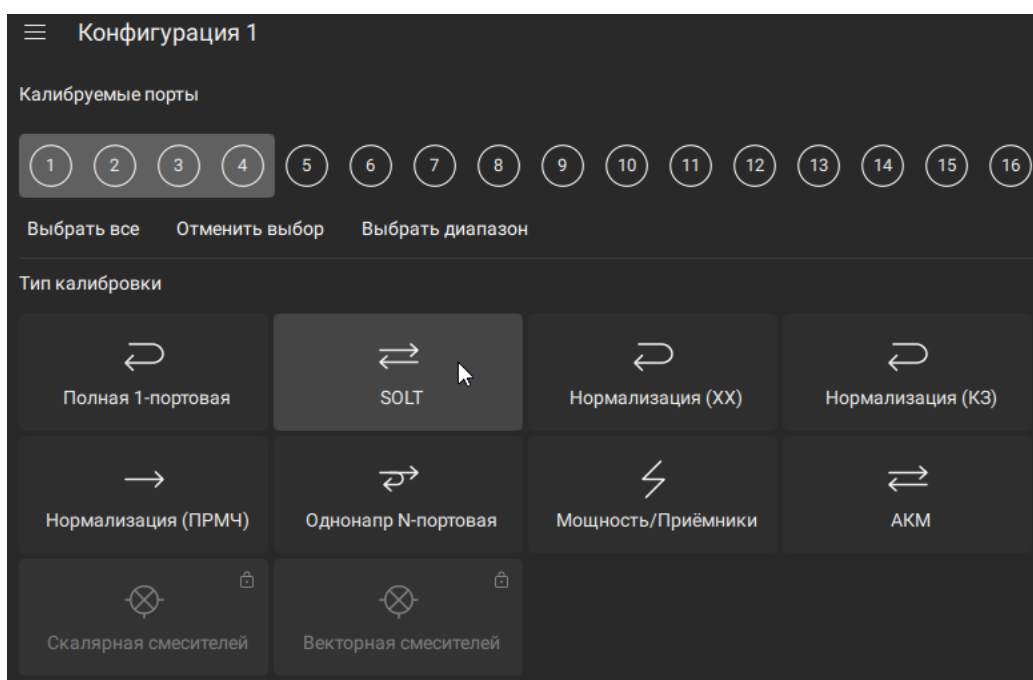 Конфигурация 1
Калибруемые порты
1 2 3 4 5 6 7 8 9 10 11 12 13 14 15 16
Выбрать все Отменить выбор Выбрать диапазон
Тип калибровки
Полная 1-портовая SOLT Нормализация (ХХ) Нормализация (КЗ)
Нормализация (ПРМЧ) Однонапр N-портовая Мощность/Приёмники АКМ
Скалярная смесителей Векторная смесителей